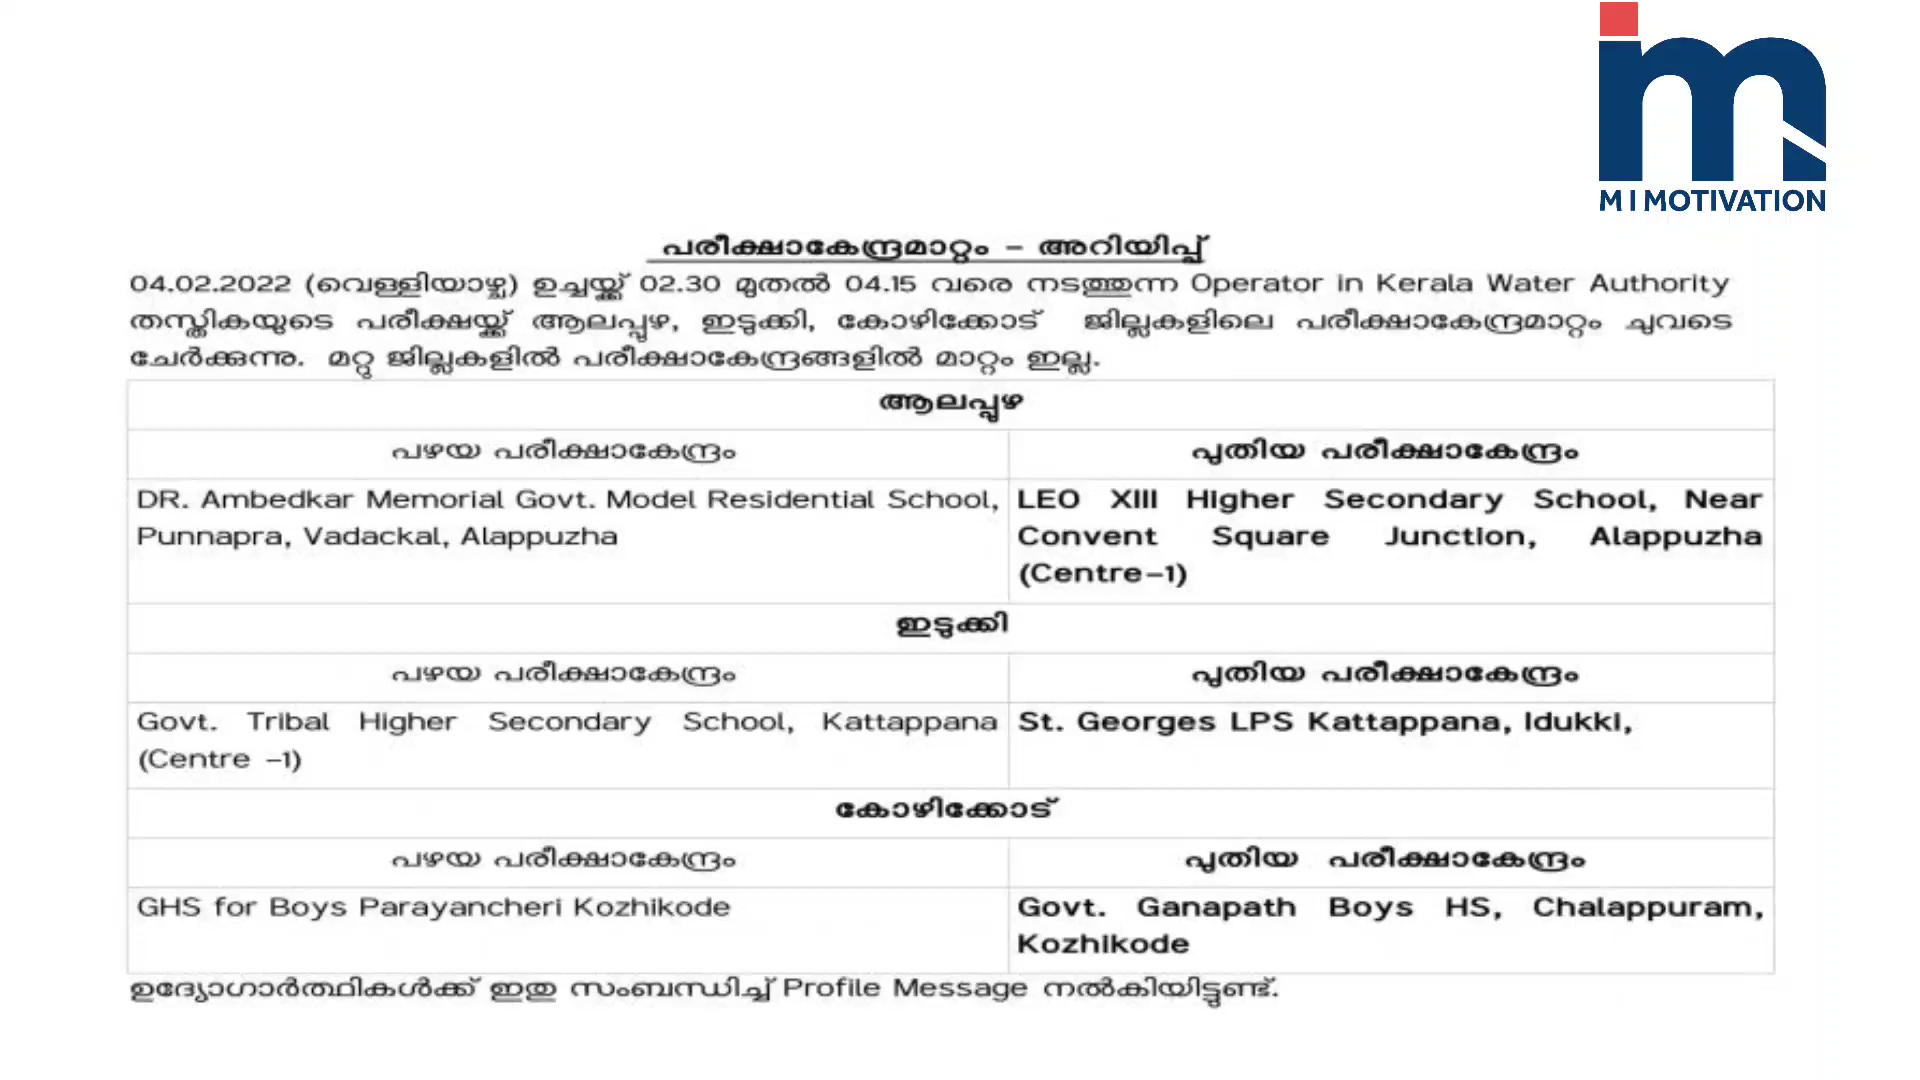 M I MOTIVATION
പരീക്ഷാകേന്ദ്രമാറ്റം - അറിയിപ്പ്
04.02.2022 (വെള്ളിയാഴ്ച) ഉച്ചയ്ക്ക് 02.30 മുതൽ 04.15 വരെ നടത്തുന്ന Operator in Kerala Water Authority
തസ്തികയുടെ പരീക്ഷയ്ക്ക് ആലപ്പുഴ, ഇടുക്കി, കോഴിക്കോട് ജില്ലകളിലെ പരീക്ഷാകേന്ദ്രമാറ്റം ചുവടെ
ചേർക്കുന്നു. മറ്റു ജില്ലകളിൽ പരീക്ഷാകേന്ദ്രങ്ങളിൽ മാറ്റം ഇല്ല.
ആലപ്പുഴ
പഴയ പരീക്ഷാകേന്ദ്രം പുതിയ പരീക്ഷാകേന്ദ്രം
DR. Ambedkar Memorial Govt. Model Residential School,
Punnapra, Vadackal, Alappuzha
LEO XIII Higher Secondary School, Near
Convent Square Junction, Alappuzha
(Centre-1)
ഇടുക്കി
പഴയ പരീക്ഷാകേന്ദ്രം പുതിയ പരീക്ഷാകേന്ദ്രം
Govt. Tribal Higher Secondary School, Kattappana
(Centre -1)
St. Georges LPS Kattappana, Idukki,
കോഴിക്കോട്
പഴയ പരീക്ഷാകേന്ദ്രം പുതിയ പരീക്ഷാകേന്ദ്രം
GHS for Boys Parayancheri Kozhikode
Govt. Ganapath Boys HS, Chalappuram,
Kozhikode
ഉദ്യോഗാർത്ഥികൾക്ക് ഇതു സംബന്ധിച്ച് Profile Message നൽകിയിട്ടുണ്ട്.